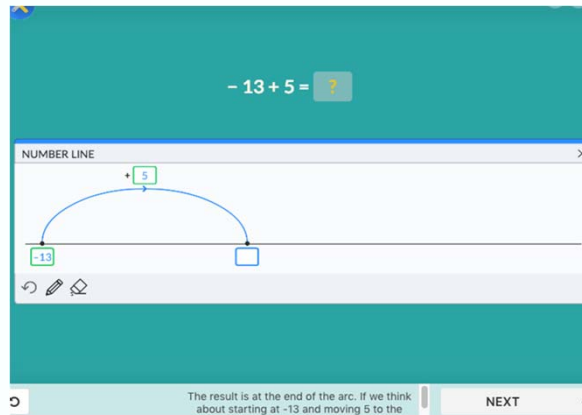 − 13 + 5 = ?
NUMBER LINE
+ 5
-13
The result is at the end of the arc. If we think
about starting at -13 and moving 5 to the
NEXT